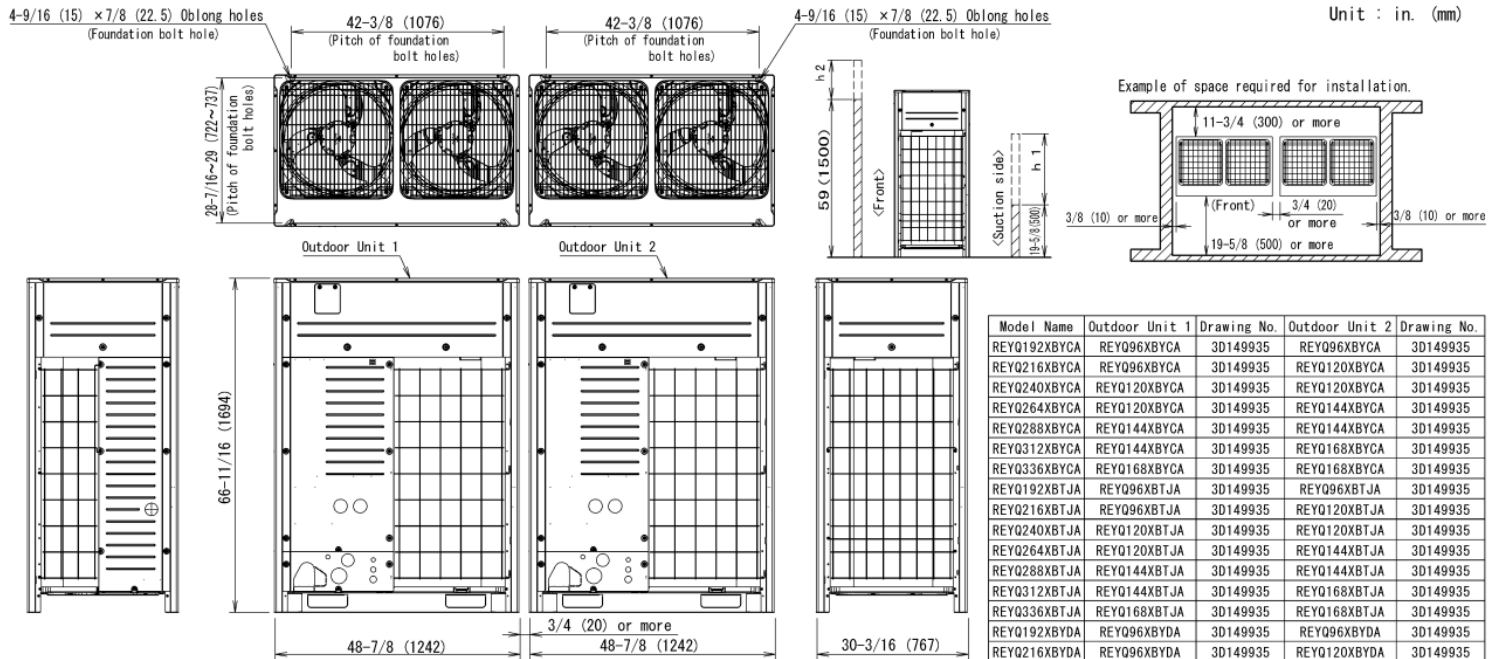 4-9/16 (15) ×7/8 (22.5) Oblong holes
(Foundation bolt hole)
42-3/8 (1076)
(Pitch of foundation
bolt holes)
42-3/8 (1076)
(Pitch of foundation
bolt holes)
4-9/16 (15) ×7/8 (22.5) Oblong holes
(Foundation bolt hole)
Unit : in. (mm)
28-7/16~29 (722~737)
(Pitch of foundation
bolt holes)
h 2
59 (1500)
<Front>
<Suction side>
h 1
19-5/8(500)
Example of space required for installation.
11-3/4 (300) or more
(Front)
3/4 (20)
or more
3/8 (10) or more
3/8 (10) or more
19-5/8 (500) or more
Outdoor Unit 1
Outdoor Unit 2
66-11/16 (1694)
48-7/8 (1242)
3/4 (20) or more
48-7/8 (1242)
30-3/16 (767)
Model Name Outdoor Unit 1 Drawing No. Outdoor Unit 2 Drawing No.
REYQ192XBYCA REYQ96XBYCA 3D149935 REYQ96XBYCA 3D149935
REYQ216XBYCA REYQ96XBYCA 3D149935 REYQ120XBYCA 3D149935
REYQ240XBYCA REYQ120XBYCA 3D149935 REYQ120XBYCA 3D149935
REYQ264XBYCA REYQ120XBYCA 3D149935 REYQ144XBYCA 3D149935
REYQ288XBYCA REYQ144XBYCA 3D149935 REYQ144XBYCA 3D149935
REYQ312XBYCA REYQ144XBYCA 3D149935 REYQ168XBYCA 3D149935
REYQ336XBYCA REYQ168XBYCA 3D149935 REYQ168XBYCA 3D149935
REYQ192XBTJA REYQ96XBTJA 3D149935 REYQ96XBTJA 3D149935
REYQ216XBTJA REYQ96XBTJA 3D149935 REYQ120XBTJA 3D149935
REYQ240XBTJA REYQ120XBTJA 3D149935 REYQ120XBTJA 3D149935
REYQ264XBTJA REYQ120XBTJA 3D149935 REYQ144XBTJA 3D149935
REYQ288XBTJA REYQ144XBTJA 3D149935 REYQ144XBTJA 3D149935
REYQ312XBTJA REYQ144XBTJA 3D149935 REYQ168XBTJA 3D149935
REYQ336XBTJA REYQ168XBTJA 3D149935 REYQ168XBTJA 3D149935
REYQ192XBYDA REYQ96XBYDA 3D149935 REYQ96XBYDA 3D149935
REYQ216XBYDA REYQ96XBYDA 3D149935 REYQ120XBYDA 3D149935